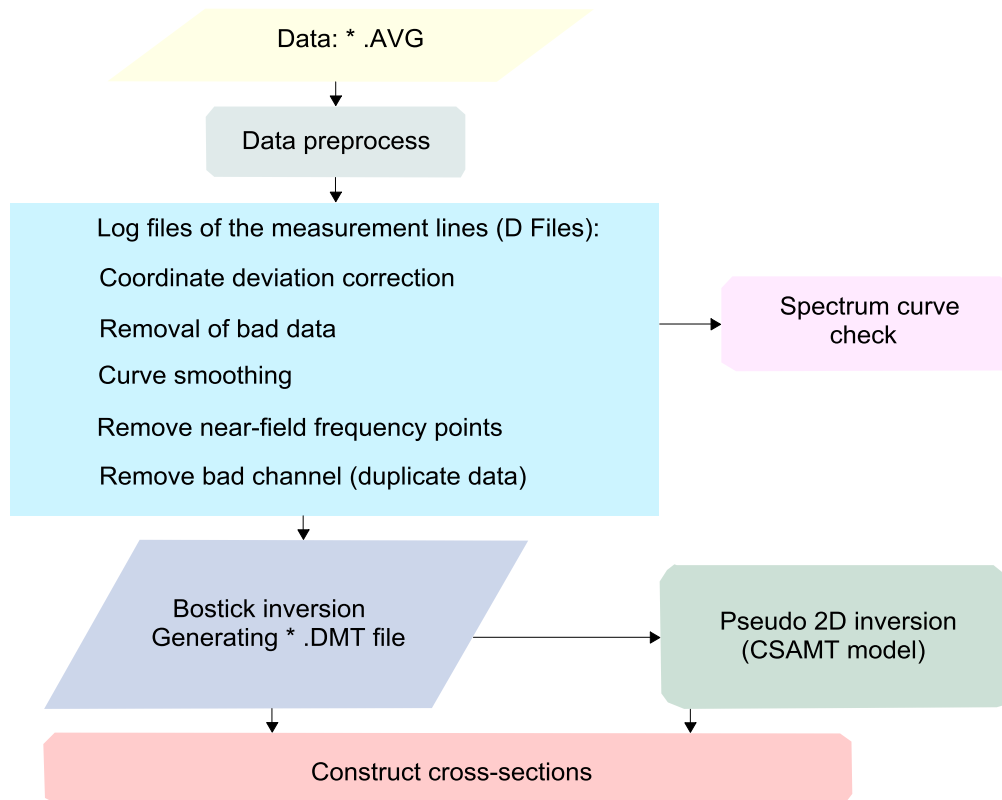 Data: * .AVG
Data preprocess
Log files of the measurement lines (D Files):
Coordinate deviation correction
Removal of bad data
Curve smoothing
Remove near-field frequency points
Remove bad channel (duplicate data)
Spectrum curve
check
Bostick inversion
Generating * .DMT file
Pseudo 2D inversion
(CSAMT model)
Construct cross-sections